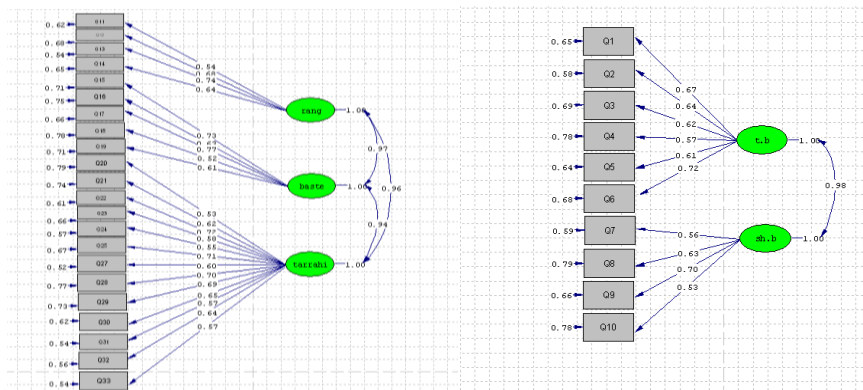 0.62 Q11
0.68
0.54 Q13
0.65 Q14
0.71 Q15
0.75 Q16
0.66 Q17
0.70 Q18
0.71 Q19
0.79 Q20
0.74 Q21
0.61 Q22
0.66 Q23
0.57 Q24
0.67 Q25
0.52 Q27
0.77 Q28
0.73 Q29
0.62 Q30
0.54 Q31
0.56 Q32
0.54 Q33
0.54
0.68
0.74
0.64
0.73
0.77
0.52
0.61
0.53
0.62
0.77
0.58
0.55
0.71
0.60
0.70
0.69
0.65
0.57
0.64
0.57
rang 1.00
baste 1.00
tarrahi 1.00
0.97
0.96
0.94
0.65 Q1
0.58 Q2
0.69 Q3
0.78 Q4
0.64 Q5
0.68 Q6
0.59 Q7
0.79 Q8
0.66 Q9
0.78 Q10
0.67
0.64
0.62
0.57
0.61
0.72
0.56
0.63
0.70
0.53
t.b 1.00
sh.b 1.00
0.98